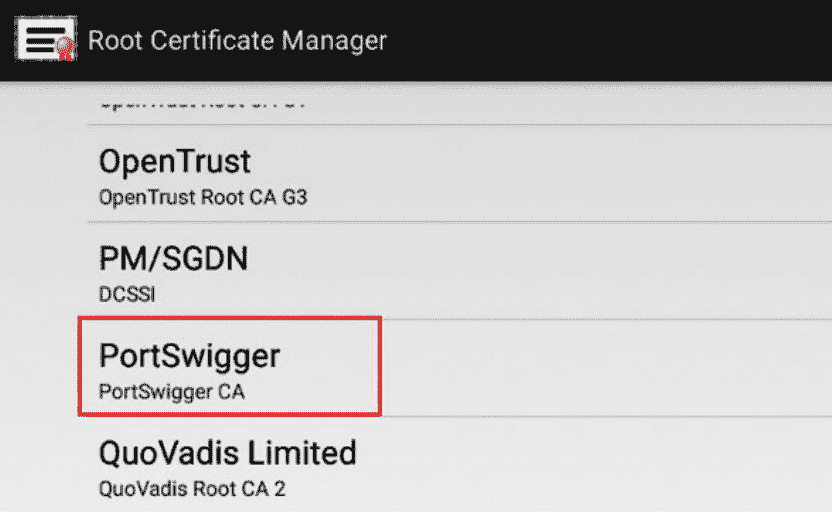 Root Certificate Manager
OpenTrust
OpenTrust Root CA G3
PM/SGDN
DCSSI
PortSwigger
PortSwigger CA
QuoVadis Limited
QuoVadis Root CA 2